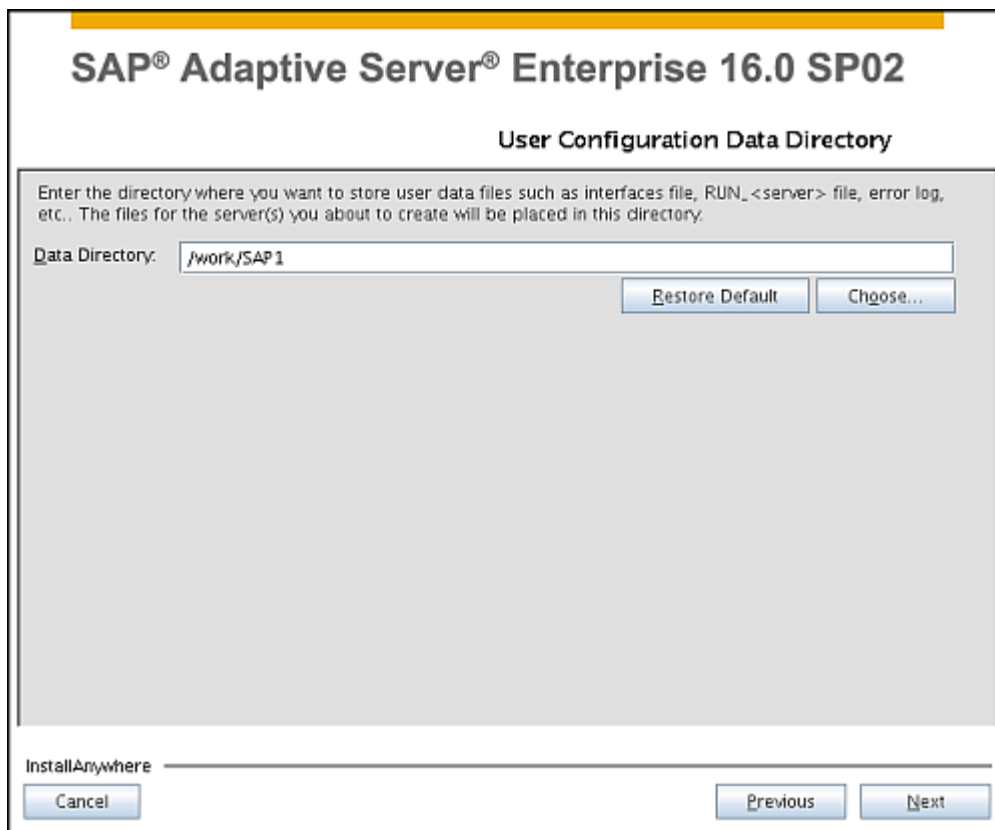 SAP® Adaptive Server® Enterprise 16.0 SP02
User Configuration Data Directory
Enter the directory where you want to store user data files such as interfaces file, RUN_<server> file, error log,
etc.. The files for the server(s) you about to create will be placed in this directory.
Data Directory: /work/SAP1
Restore Default Choose...
InstallAnywhere
Cancel Previous Next